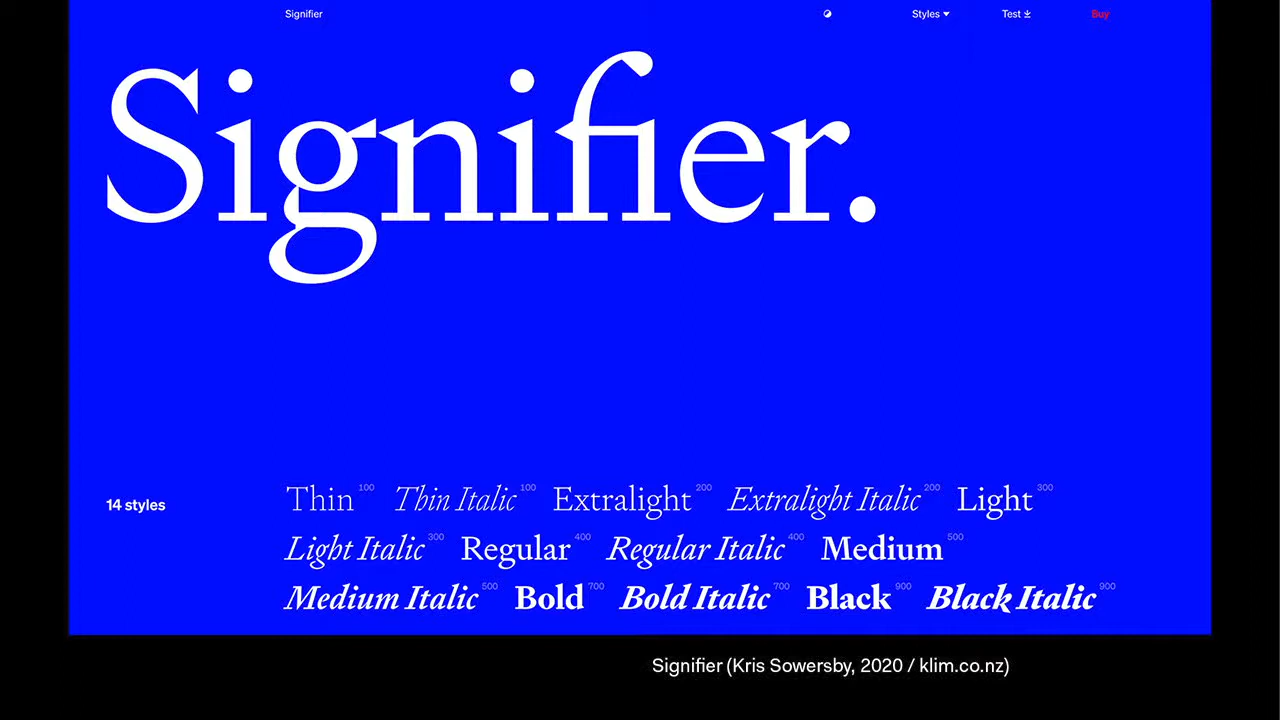 Signifier Styles Test Buy
Signifier.
14 styles
Thin 100 Thin Italic 100 Extralight 200 Extralight Italic 200 Light 300
Light Italic 300 Regular 400 Regular Italic 400 Medium 500
Medium Italic 500 Bold 700 Bold Italic 700 Black 900 Black Italic 900
Signifier (Kris Sowersby, 2020 / klim.co.nz)